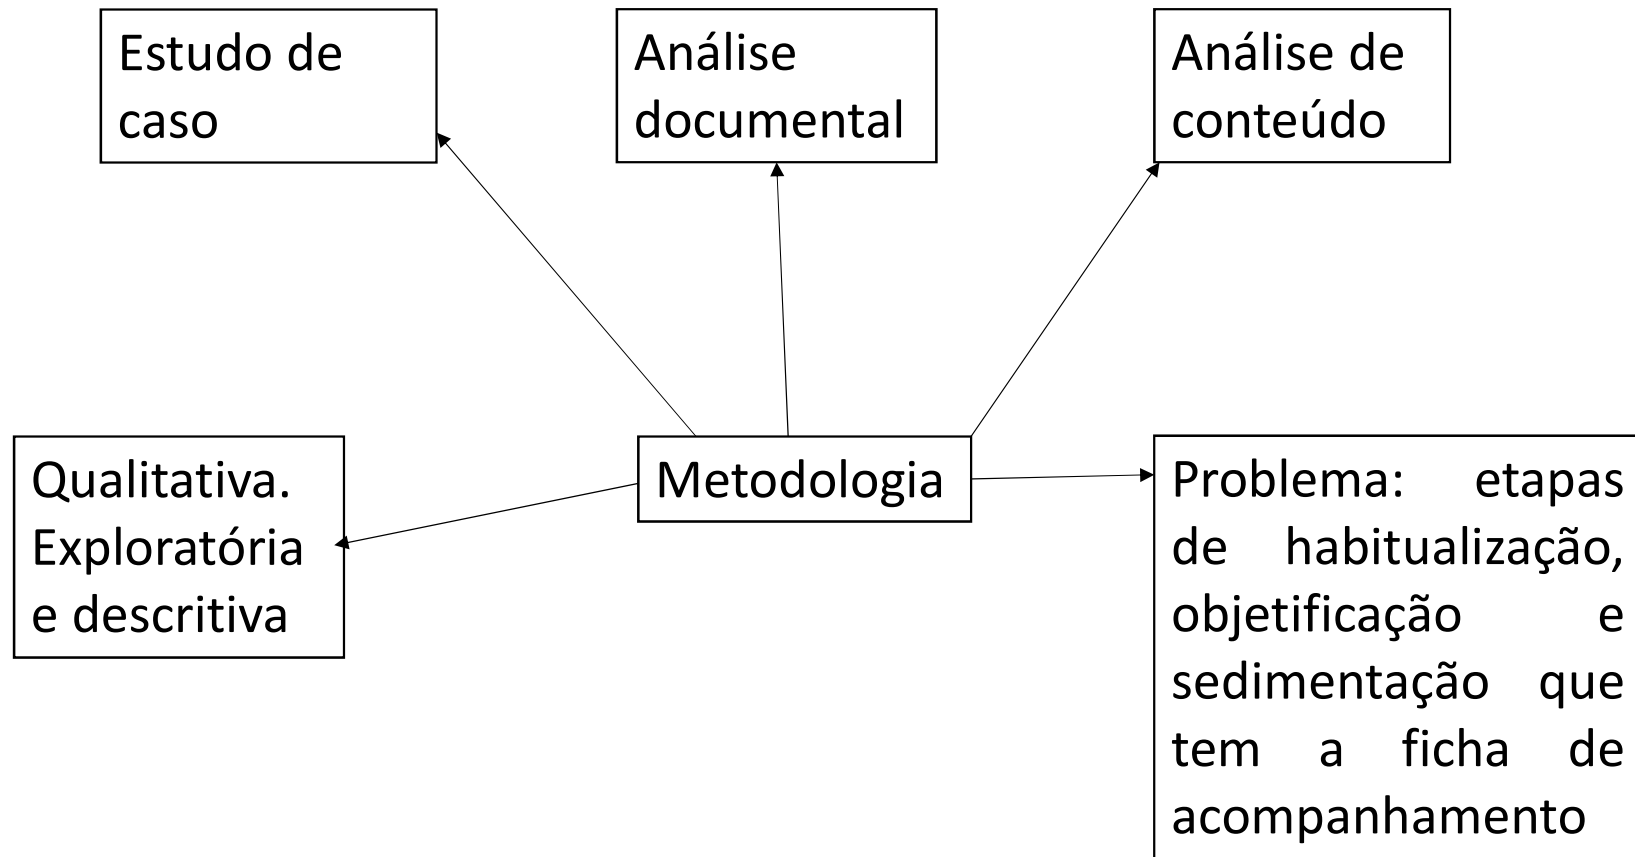 Estudo de
caso
Análise
documental
Análise de
conteúdo
Qualitativa.
Exploratória
e descritiva
Metodologia
Problema: etapas
de habitualização,
objetificação e
sedimentação que
tem a ficha de
acompanhamento